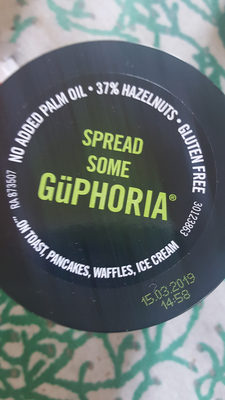 NO ADDED PALM OIL • 37% HAZELNUTS • GLUTEN FREE
SPREAD
SOME
GüPHORIA®
...ON TOAST, PANCAKES, WAFFLES, ICE CREAM
RA 873507
30123863
15.03.2019
14:58